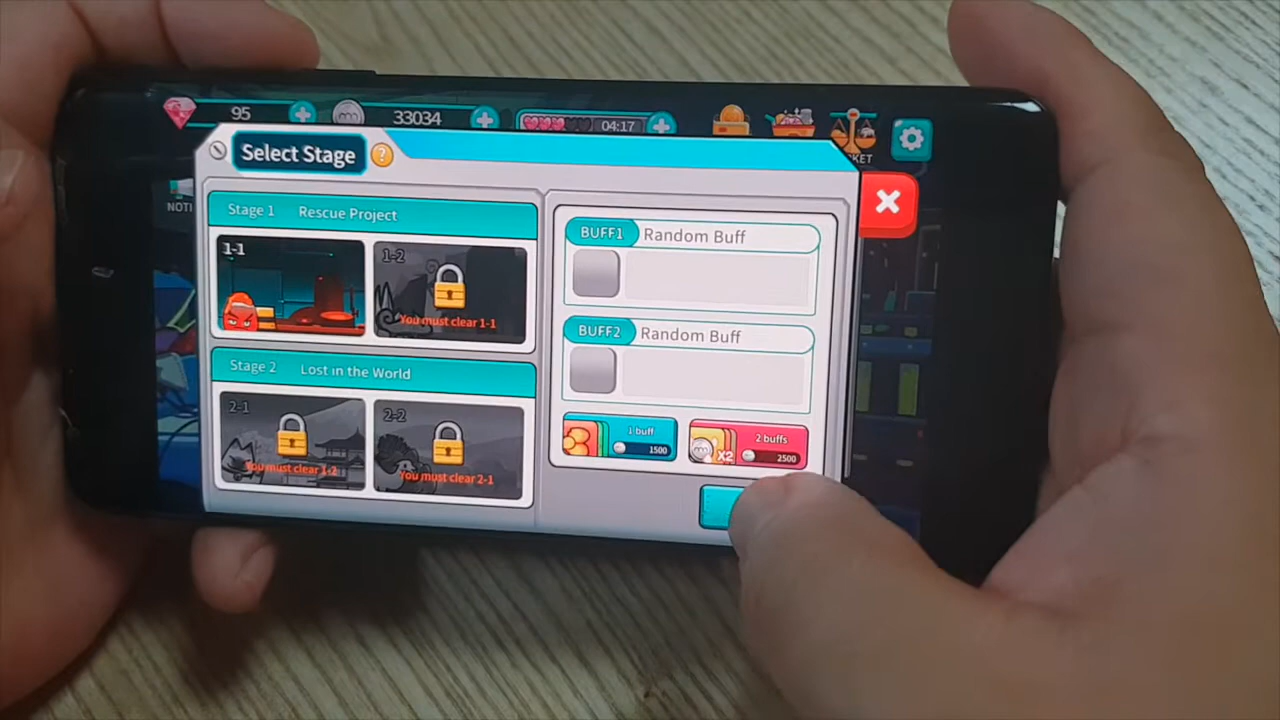 95
33034
04:17
KET
NOTI
Select Stage
?
Stage 1 Rescue Project
1-1
1-2
You must clear 1-1
Stage 2 Lost in the World
2-1
You must clear 1-2
2-2
You must clear 2-1
BUFF1 Random Buff
BUFF2 Random Buff
1 buff
1500
X2
2 buffs
2500